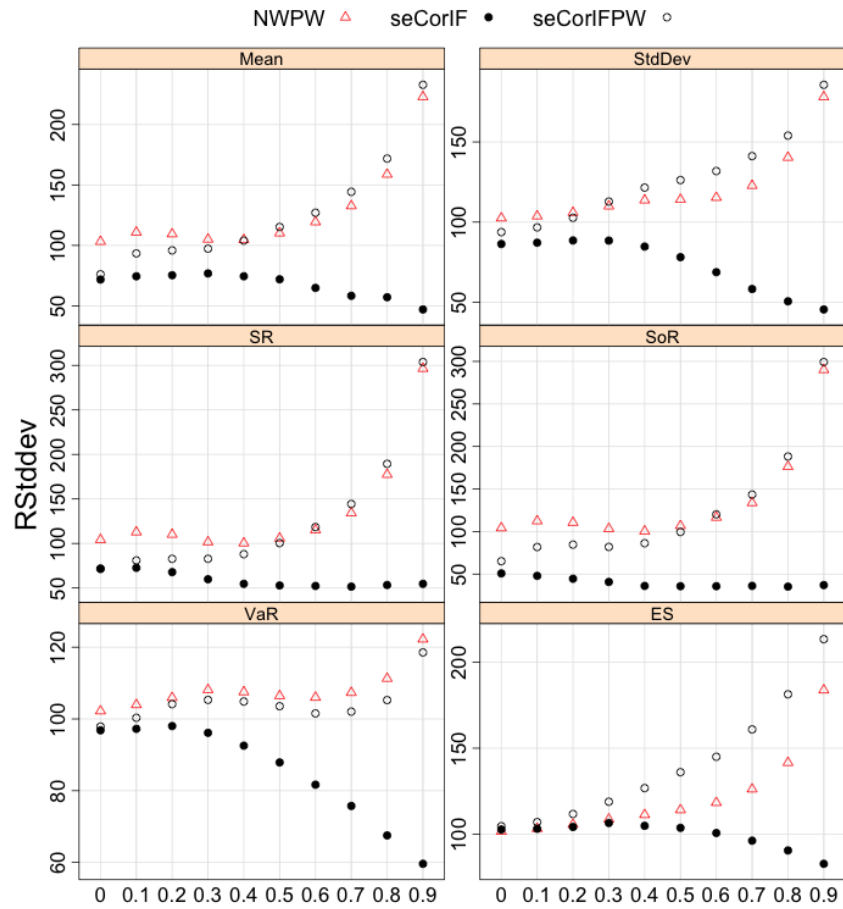 NWPW seCorIF seCorIFPW
Mean
StdDev
50 100 150 200
50 100 150
SR
SoR
RStddev
50 100 150 200 250 300
50 100 150 200 250 300
VaR
ES
60 80 100 120
100 150 200
0 0.1 0.2 0.3 0.4 0.5 0.6 0.7 0.8 0.9
0 0.1 0.2 0.3 0.4 0.5 0.6 0.7 0.8 0.9